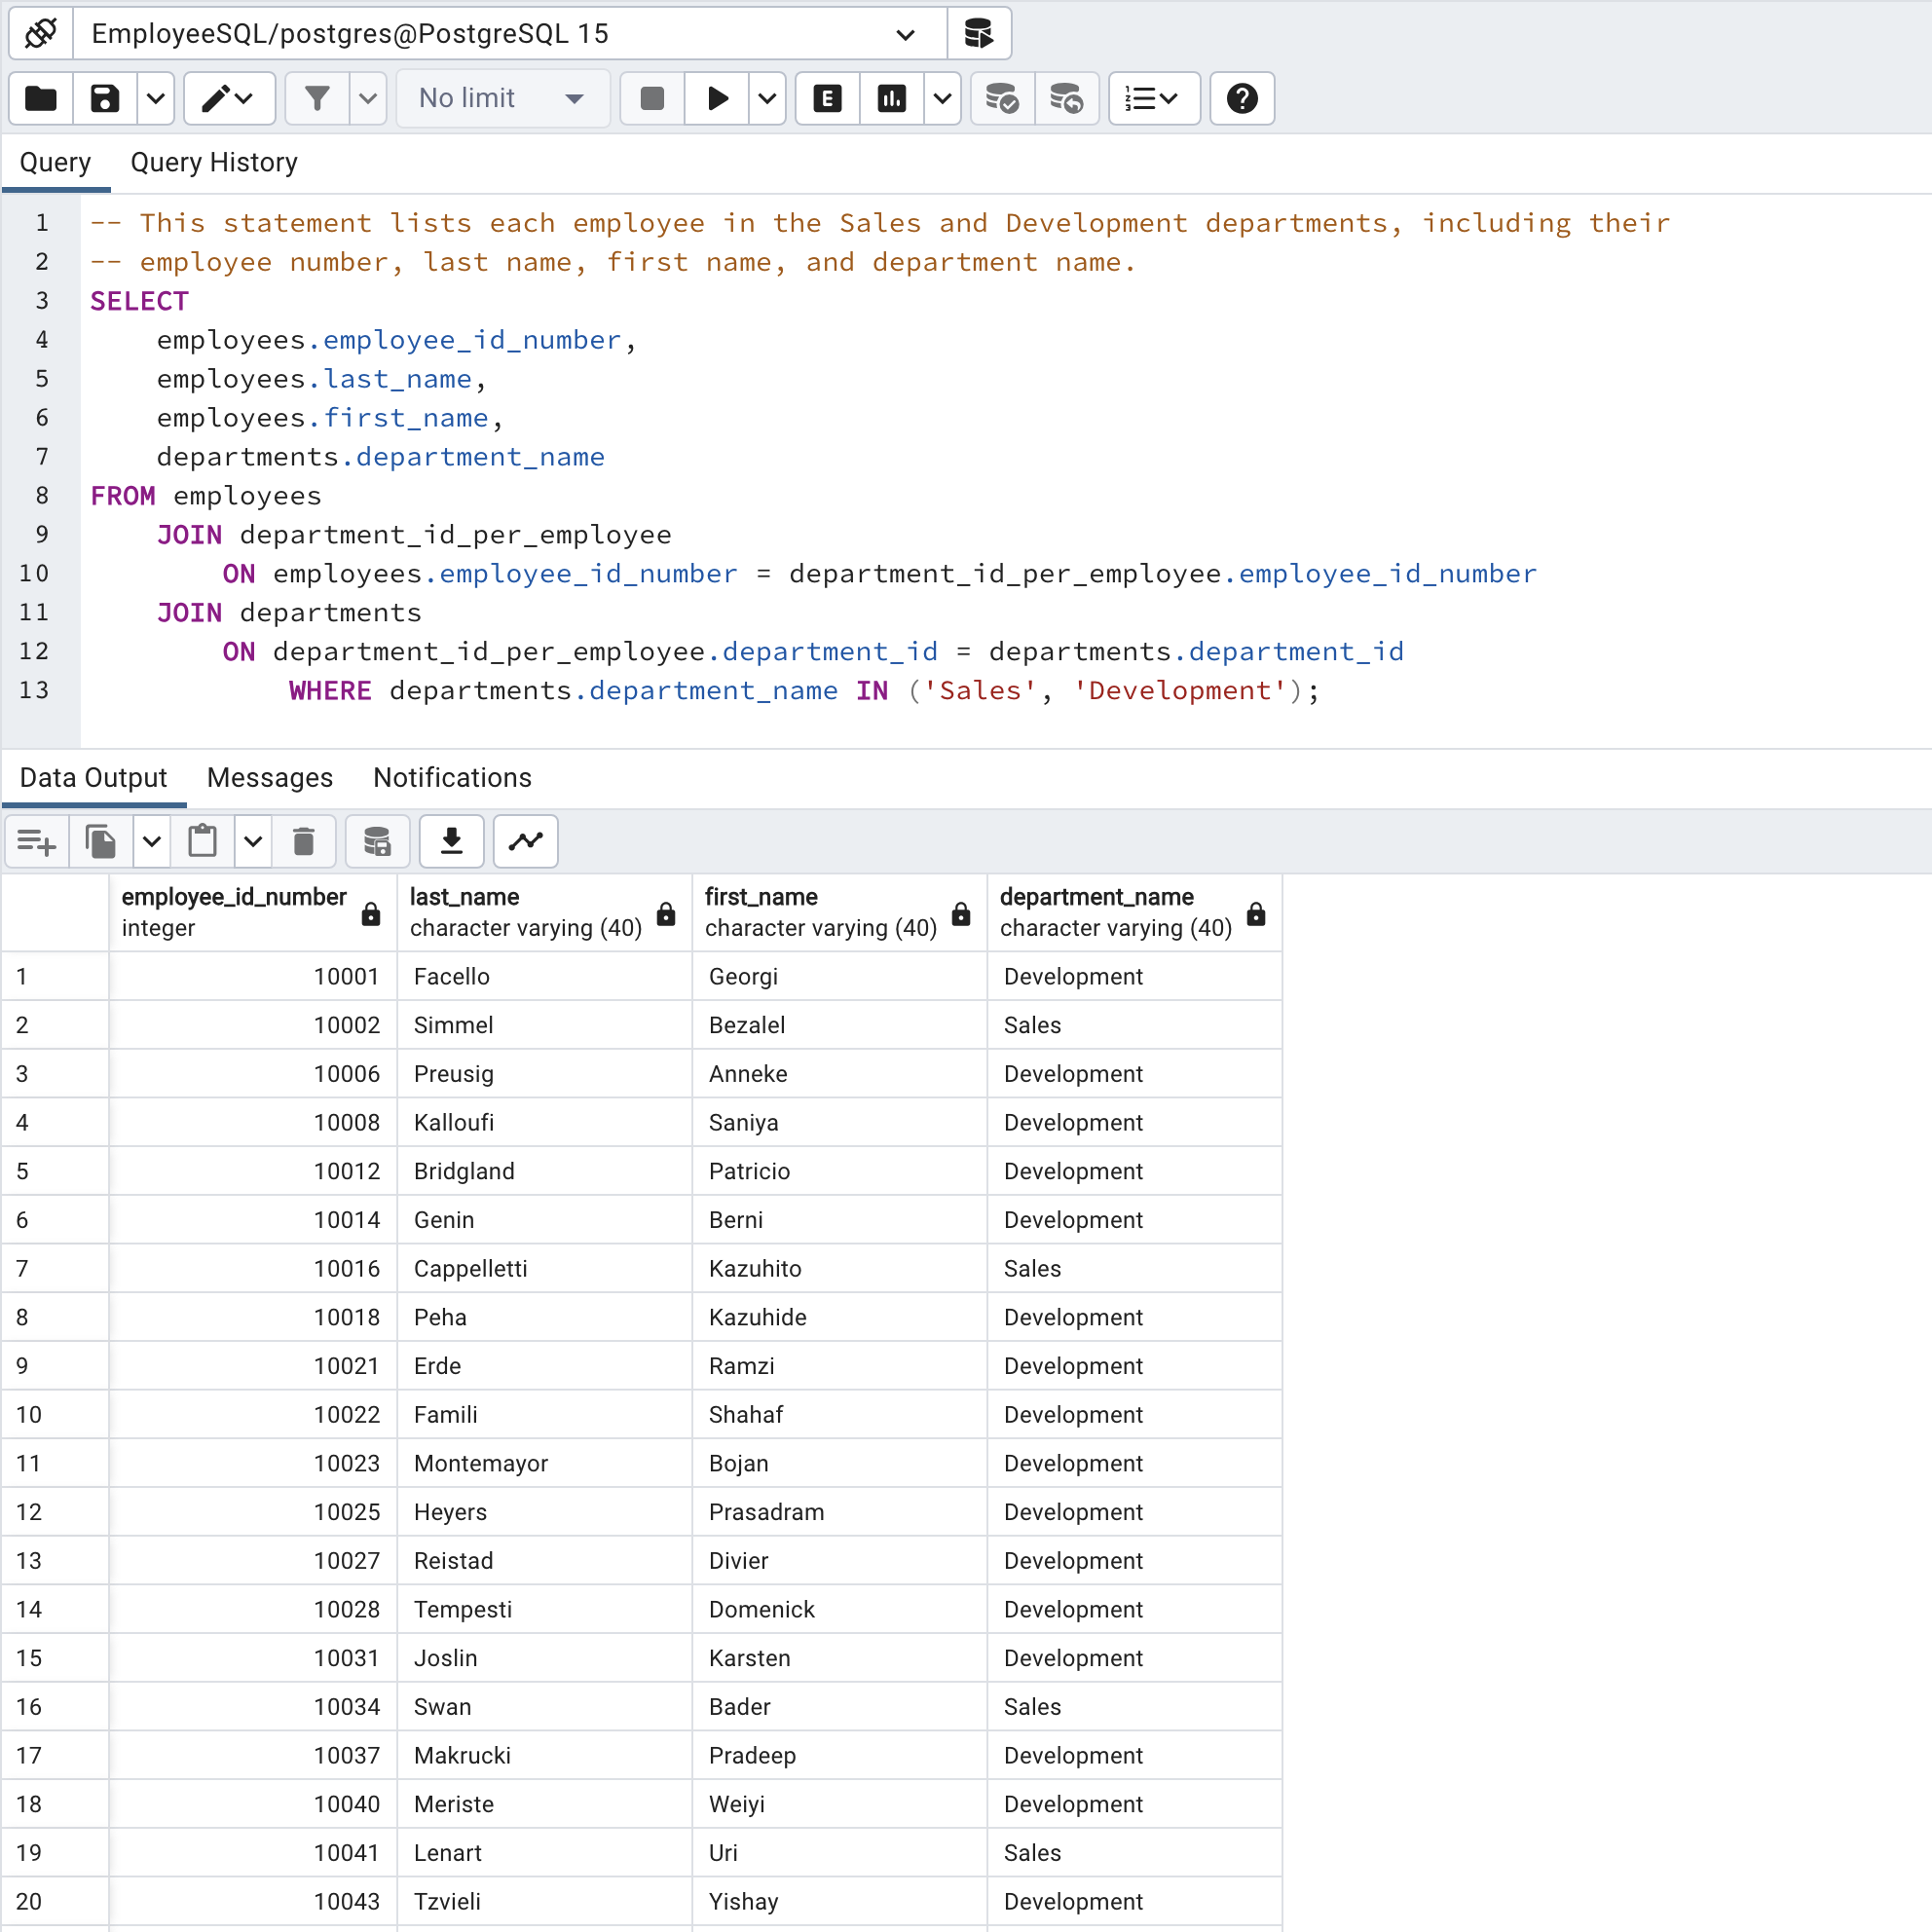 EmployeeSQL/postgres@PostgreSQL 15
No limit
E
Query Query History
1 -- This statement lists each employee in the Sales and Development departments, including their
2 -- employee number, last name, first name, and department name.
3 SELECT
4 employees.employee_id_number,
5 employees.last_name,
6 employees.first_name,
7 departments.department_name
8 FROM employees
9 JOIN department_id_per_employee
10 ON employees.employee_id_number = department_id_per_employee.employee_id_number
11 JOIN departments
12 ON department_id_per_employee.department_id = departments.department_id
13 WHERE departments.department_name IN ('Sales', 'Development');
Data Output Messages Notifications
employee_id_number last_name first_name department_name
integer character varying (40) character varying (40) character varying (40)
1 10001 Facello Georgi Development
2 10002 Simmel Bezalel Sales
3 10006 Preusig Anneke Development
4 10008 Kalloufi Saniya Development
5 10012 Bridgland Patricio Development
6 10014 Genin Berni Development
7 10016 Cappelletti Kazuhito Sales
8 10018 Peha Kazuhide Development
9 10021 Erde Ramzi Development
10 10022 Famili Shahaf Development
11 10023 Montemayor Bojan Development
12 10025 Heyers Prasadram Development
13 10027 Reistad Divier Development
14 10028 Tempesti Domenick Development
15 10031 Joslin Karsten Development
16 10034 Swan Bader Sales
17 10037 Makrucki Pradeep Development
18 10040 Meriste Weiyi Development
19 10041 Lenart Uri Sales
20 10043 Tzvieli Yishay Development